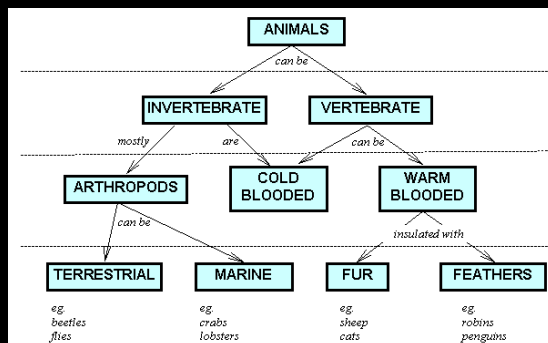 ANIMALS
can be
INVERTEBRATE
VERTEBRATE
mostly
are
can be
ARTHROPODS
COLD
BLOODED
WARM
BLOODED
can be
insulated with
TERRESTRIAL
MARINE
FUR
FEATHERS
eg.
beetles
flies
eg.
crabs
lobsters
eg.
sheep
cats
eg.
robins
penguins